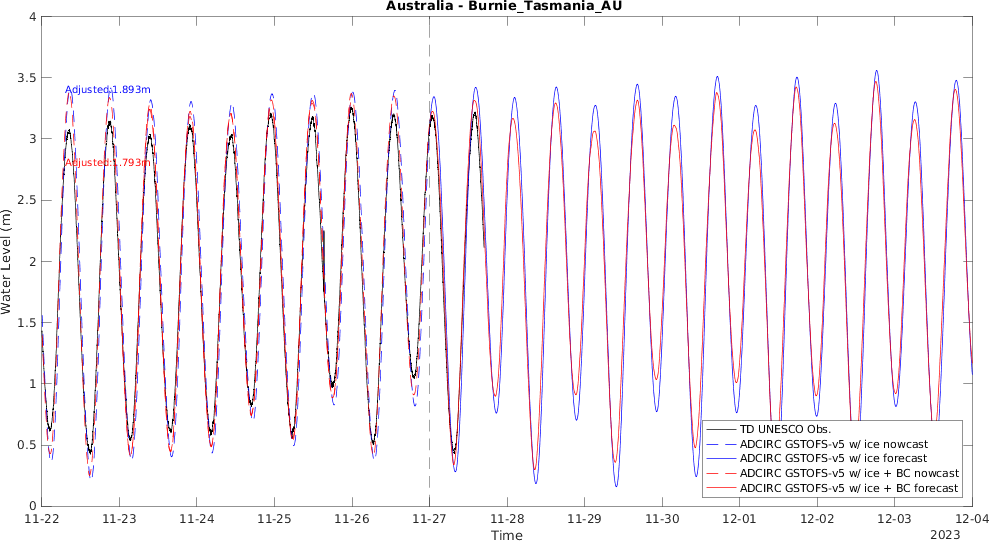 Australia - Burnie_Tasmania_AU
4
3.5
3
2.5
2
1.5
1
0.5
0
Water Level (m)
Adjusted:1.893m
Adjusted:1.793m
TD UNESCO Obs.
ADCIRC GSTOFS-v5 w/ ice nowcast
ADCIRC GSTOFS-v5 w/ ice forecast
ADCIRC GSTOFS-v5 w/ ice + BC nowcast
ADCIRC GSTOFS-v5 w/ ice + BC forecast
11-22 11-23 11-24 11-25 11-26 11-27 11-28 11-29 11-30 12-01 12-02 12-03 12-04
Time
2023